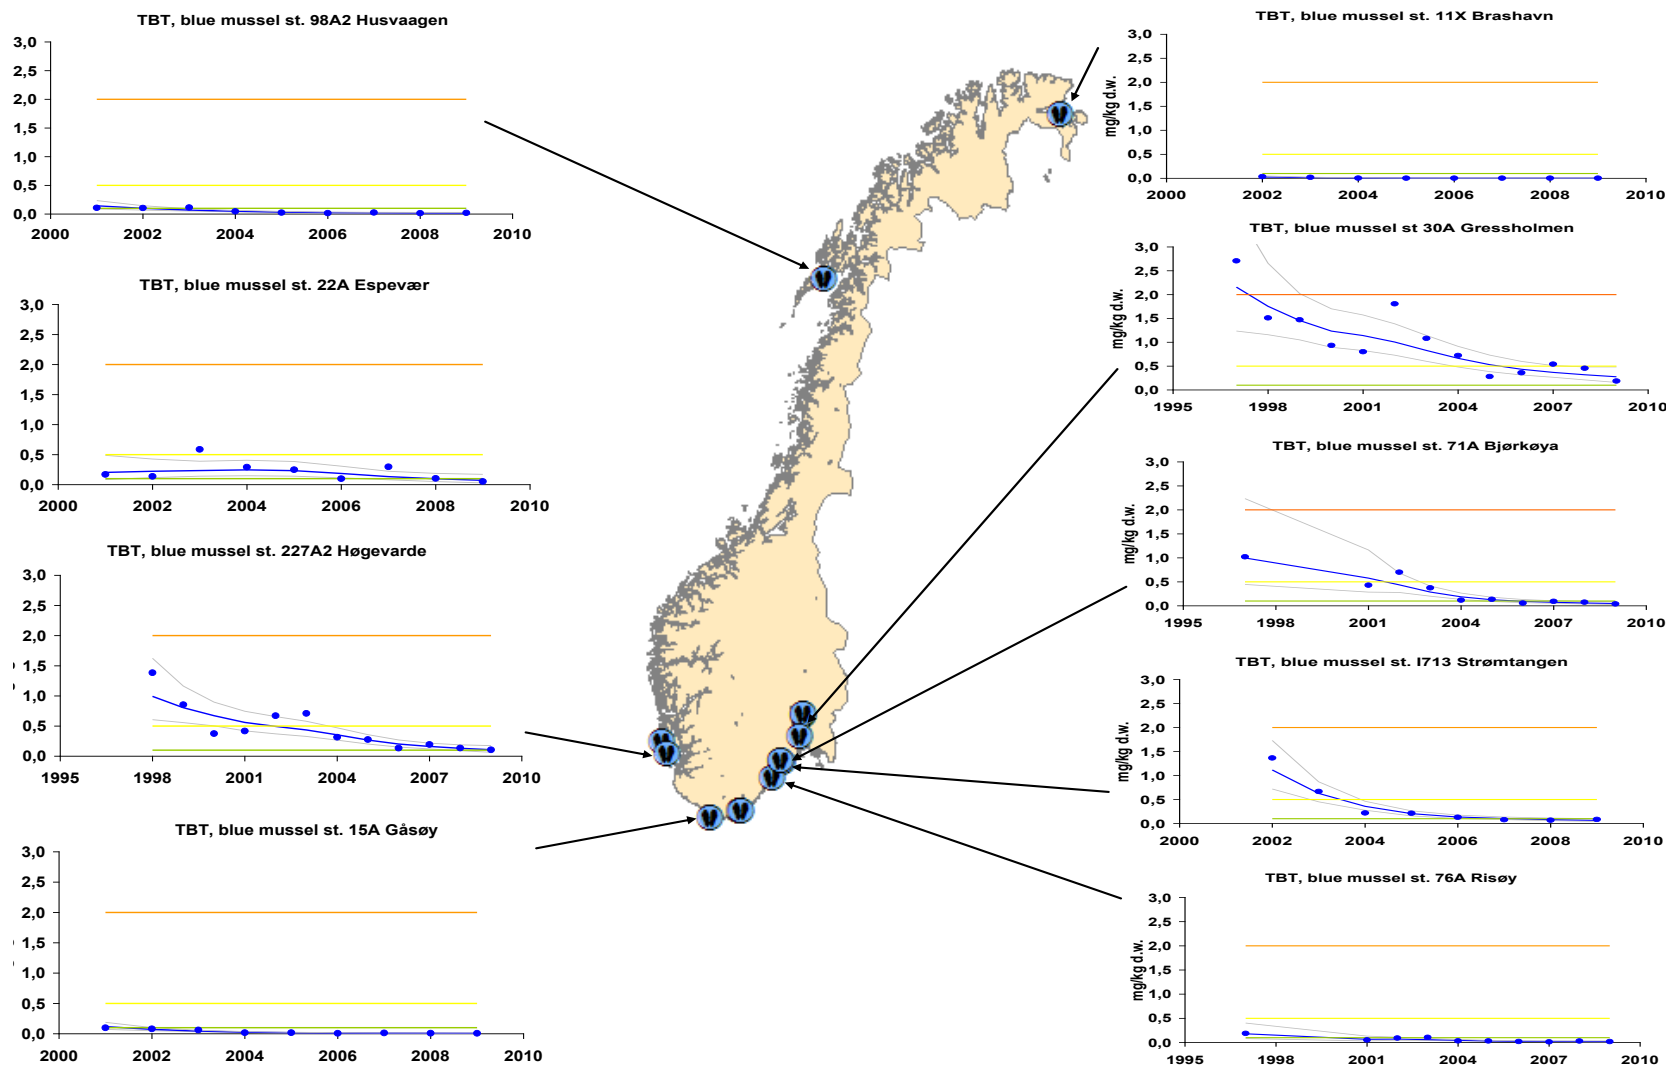 TBT, blue mussel st. 98A2 Husvaagen
3,0
2,5
2,0
1,5
1,0
0,5
0,0
2000 2002 2004 2006 2008 2010
TBT, blue mussel st. 22A Espevær
3,0
2,5
2,0
1,5
1,0
0,5
0,0
2000 2002 2004 2006 2008 2010
TBT, blue mussel st. 227A2 Høgevarde
3,0
2,5
2,0
1,5
1,0
0,5
0,0
1995 1998 2001 2004 2007 2010
TBT, blue mussel st. 15A Gåsøy
3,0
2,5
2,0
1,5
1,0
0,5
0,0
2000 2002 2004 2006 2008 2010
TBT, blue mussel st. 11X Brashavn
mg/kg d.w.
3,0
2,5
2,0
1,5
1,0
0,5
0,0
2000 2002 2004 2006 2008 2010
TBT, blue mussel st 30A Gressholmen
mg/kg d.w.
3,0
2,5
2,0
1,5
1,0
0,5
0,0
1995 1998 2001 2004 2007 2010
TBT, blue mussel st. 71A Bjørkøya
mg/kg d.w.
3,0
2,5
2,0
1,5
1,0
0,5
0,0
1995 1998 2001 2004 2007 2010
TBT, blue mussel st. I713 Strømtangen
mg/kg d.w.
3,0
2,5
2,0
1,5
1,0
0,5
0,0
2000 2002 2004 2006 2008 2010
TBT, blue mussel st. 76A Risøy
mg/kg d.w.
3,0
2,5
2,0
1,5
1,0
0,5
0,0
1995 1998 2001 2004 2007 2010